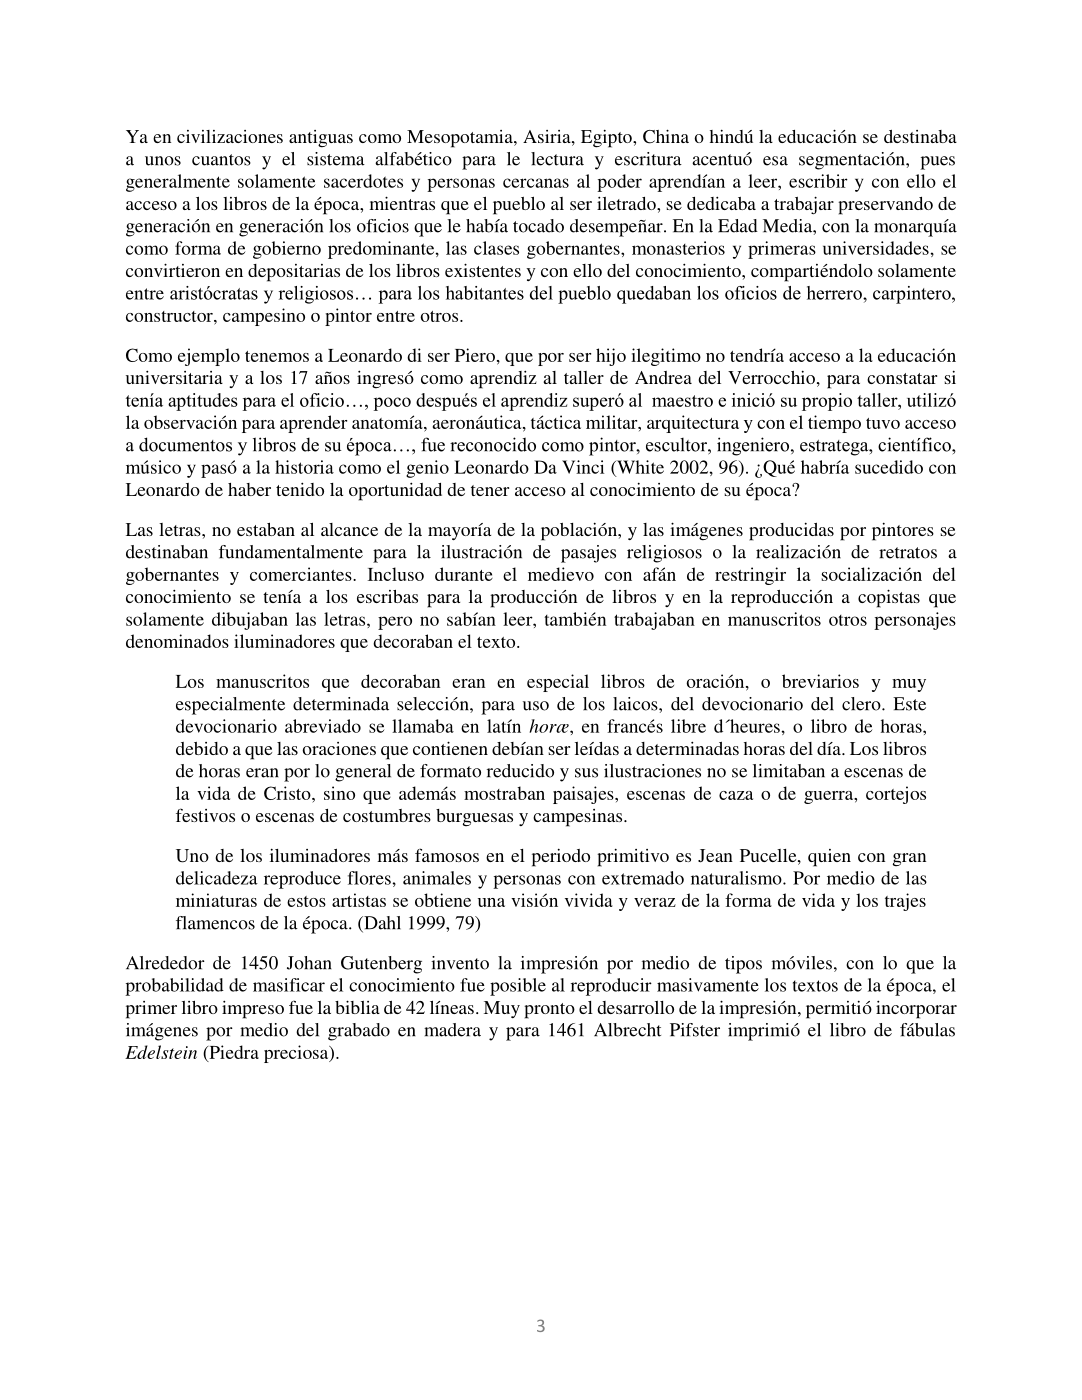 Ya en civilizaciones antiguas como Mesopotamia, Asiria, Egipto, China o hindú la educación se destinaba
a unos cuantos y el sistema alfabético para le lectura y escritura acentuó esa segmentación, pues
generalmente solamente sacerdotes y personas cercanas al poder aprendían a leer, escribir y con ello el
acceso a los libros de la época, mientras que el pueblo al ser iletrado, se dedicaba a trabajar preservando de
generación en generación los oficios que le había tocado desempeñar. En la Edad Media, con la monarquía
como forma de gobierno predominante, las clases gobernantes, monasterios y primeras universidades, se
convirtieron en depositarias de los libros existentes y con ello del conocimiento, compartiéndolo solamente
entre aristócratas y religiosos… para los habitantes del pueblo quedaban los oficios de herrero, carpintero,
constructor, campesino o pintor entre otros.
Como ejemplo tenemos a Leonardo di ser Piero, que por ser hijo ilegitimo no tendría acceso a la educación
universitaria y a los 17 años ingresó como aprendiz al taller de Andrea del Verrocchio, para constatar si
tenía aptitudes para el oficio…, poco después el aprendiz superó al  maestro e inició su propio taller, utilizó
la observación para aprender anatomía, aeronáutica, táctica militar, arquitectura y con el tiempo tuvo acceso
a documentos y libros de su época…, fue reconocido como pintor, escultor, ingeniero, estratega, científico,
músico y pasó a la historia como el genio Leonardo Da Vinci (White 2002, 96). ¿Qué habría sucedido con
Leonardo de haber tenido la oportunidad de tener acceso al conocimiento de su época?
Las letras, no estaban al alcance de la mayoría de la población, y las imágenes producidas por pintores se
destinaban fundamentalmente para la ilustración de pasajes religiosos o la realización de retratos a
gobernantes y comerciantes. Incluso durante el medievo con afán de restringir la socialización del
conocimiento se tenía a los escribas para la producción de libros y en la reproducción a copistas que
solamente dibujaban las letras, pero no sabían leer, también trabajaban en manuscritos otros personajes
denominados iluminadores que decoraban el texto.
Los manuscritos que decoraban eran en especial libros de oración, o breviarios y muy
especialmente determinada selección, para uso de los laicos, del devocionario del clero. Este
devocionario abreviado se llamaba en latín horæ, en francés libre d´heures, o libro de horas,
debido a que las oraciones que contienen debían ser leídas a determinadas horas del día. Los libros
de horas eran por lo general de formato reducido y sus ilustraciones no se limitaban a escenas de
la vida de Cristo, sino que además mostraban paisajes, escenas de caza o de guerra, cortejos
festivos o escenas de costumbres burguesas y campesinas.
Uno de los iluminadores más famosos en el periodo primitivo es Jean Pucelle, quien con gran
delicadeza reproduce flores, animales y personas con extremado naturalismo. Por medio de las
miniaturas de estos artistas se obtiene una visión vivida y veraz de la forma de vida y los trajes
flamencos de la época. (Dahl 1999, 79)
Alrededor de 1450 Johan Gutenberg invento la impresión por medio de tipos móviles, con lo que la
probabilidad de masificar el conocimiento fue posible al reproducir masivamente los textos de la época, el
primer libro impreso fue la biblia de 42 líneas. Muy pronto el desarrollo de la impresión, permitió incorporar
imágenes por medio del grabado en madera y para 1461 Albrecht Pifster imprimió el libro de fábulas
Edelstein (Piedra preciosa).
3